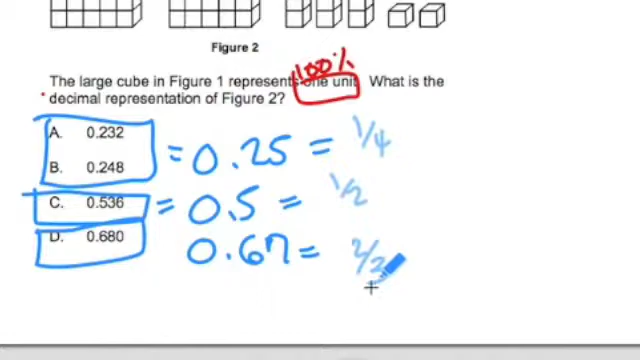 Figure 2
100%
The large cube in Figure 1 represents one unit. What is the
decimal representation of Figure 2?
A. 0.232
B. 0.248
= 0.25 = 1/4
C. 0.536 = 0.5 = 1/2
D. 0.680
0.67 = 2/3